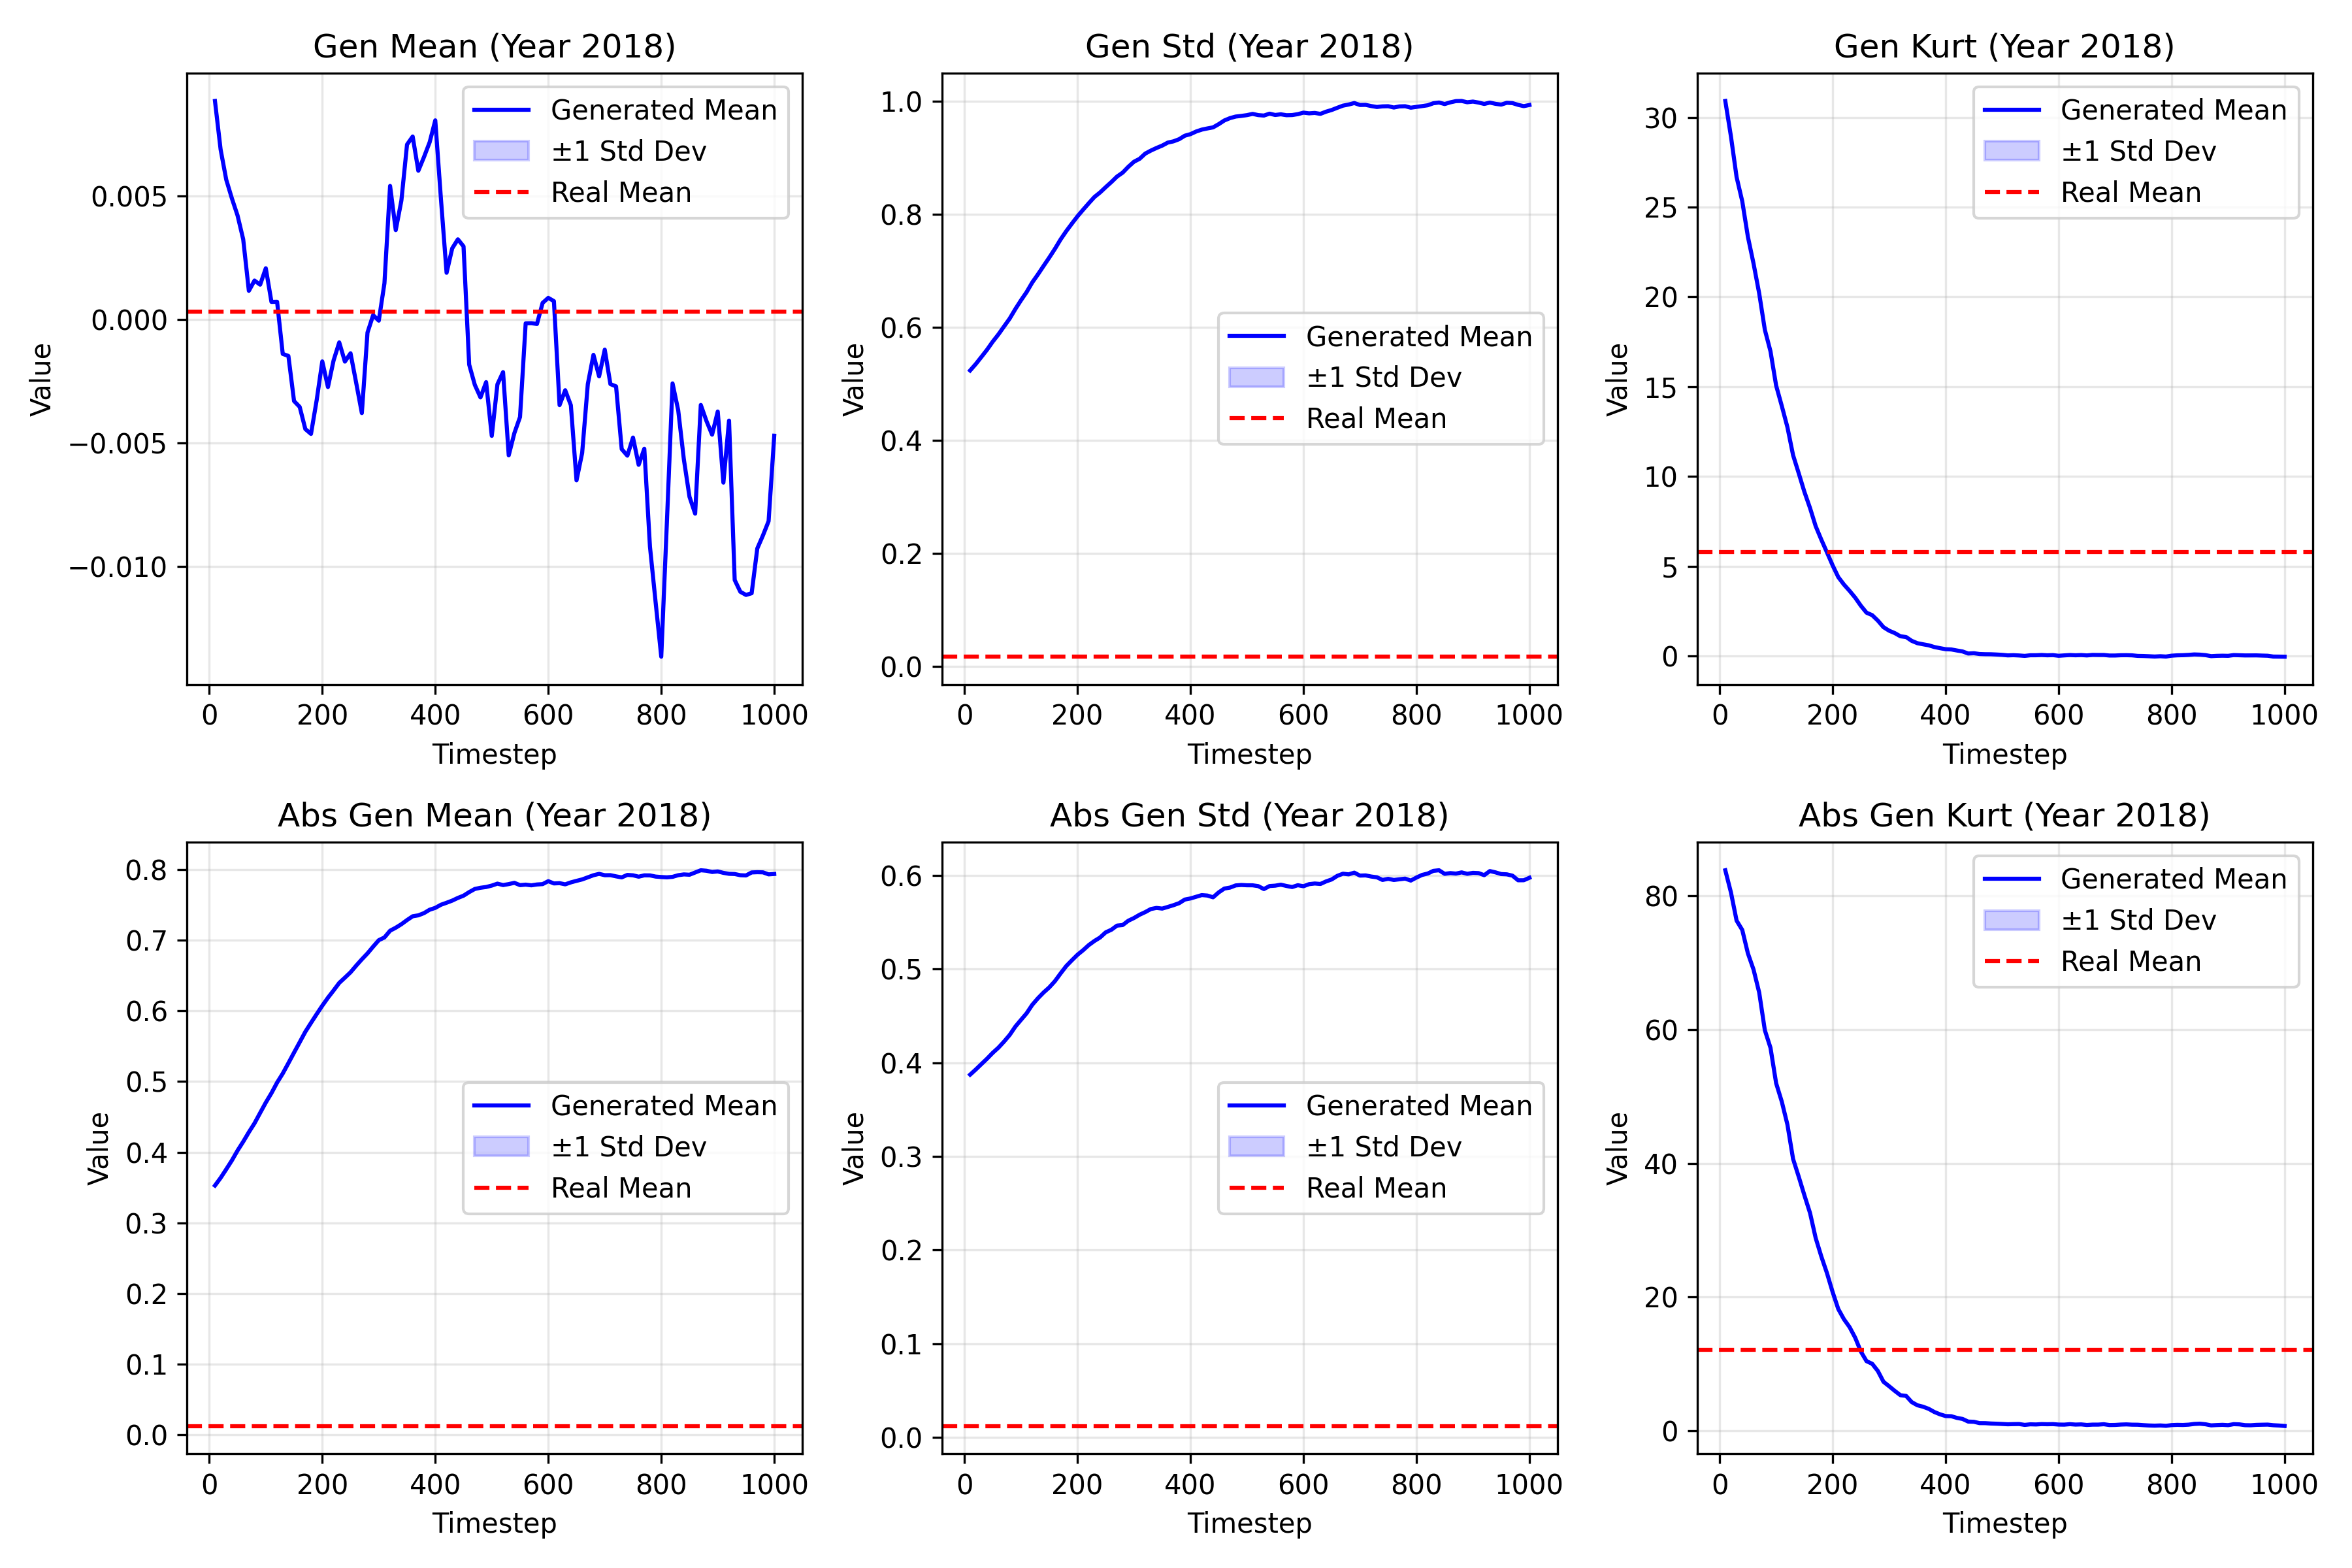 Gen Mean (Year 2018)
Value
0.005
0.000
−0.005
−0.010
0 200 400 600 800 1000
Timestep
Generated Mean
±1 Std Dev
Real Mean
Gen Std (Year 2018)
Value
1.0
0.8
0.6
0.4
0.2
0.0
0 200 400 600 800 1000
Timestep
Generated Mean
±1 Std Dev
Real Mean
Gen Kurt (Year 2018)
Value
30
25
20
15
10
5
0
0 200 400 600 800 1000
Timestep
Generated Mean
±1 Std Dev
Real Mean
Abs Gen Mean (Year 2018)
Value
0.8
0.7
0.6
0.5
0.4
0.3
0.2
0.1
0.0
0 200 400 600 800 1000
Timestep
Generated Mean
±1 Std Dev
Real Mean
Abs Gen Std (Year 2018)
Value
0.6
0.5
0.4
0.3
0.2
0.1
0.0
0 200 400 600 800 1000
Timestep
Generated Mean
±1 Std Dev
Real Mean
Abs Gen Kurt (Year 2018)
Value
80
60
40
20
0
0 200 400 600 800 1000
Timestep
Generated Mean
±1 Std Dev
Real Mean